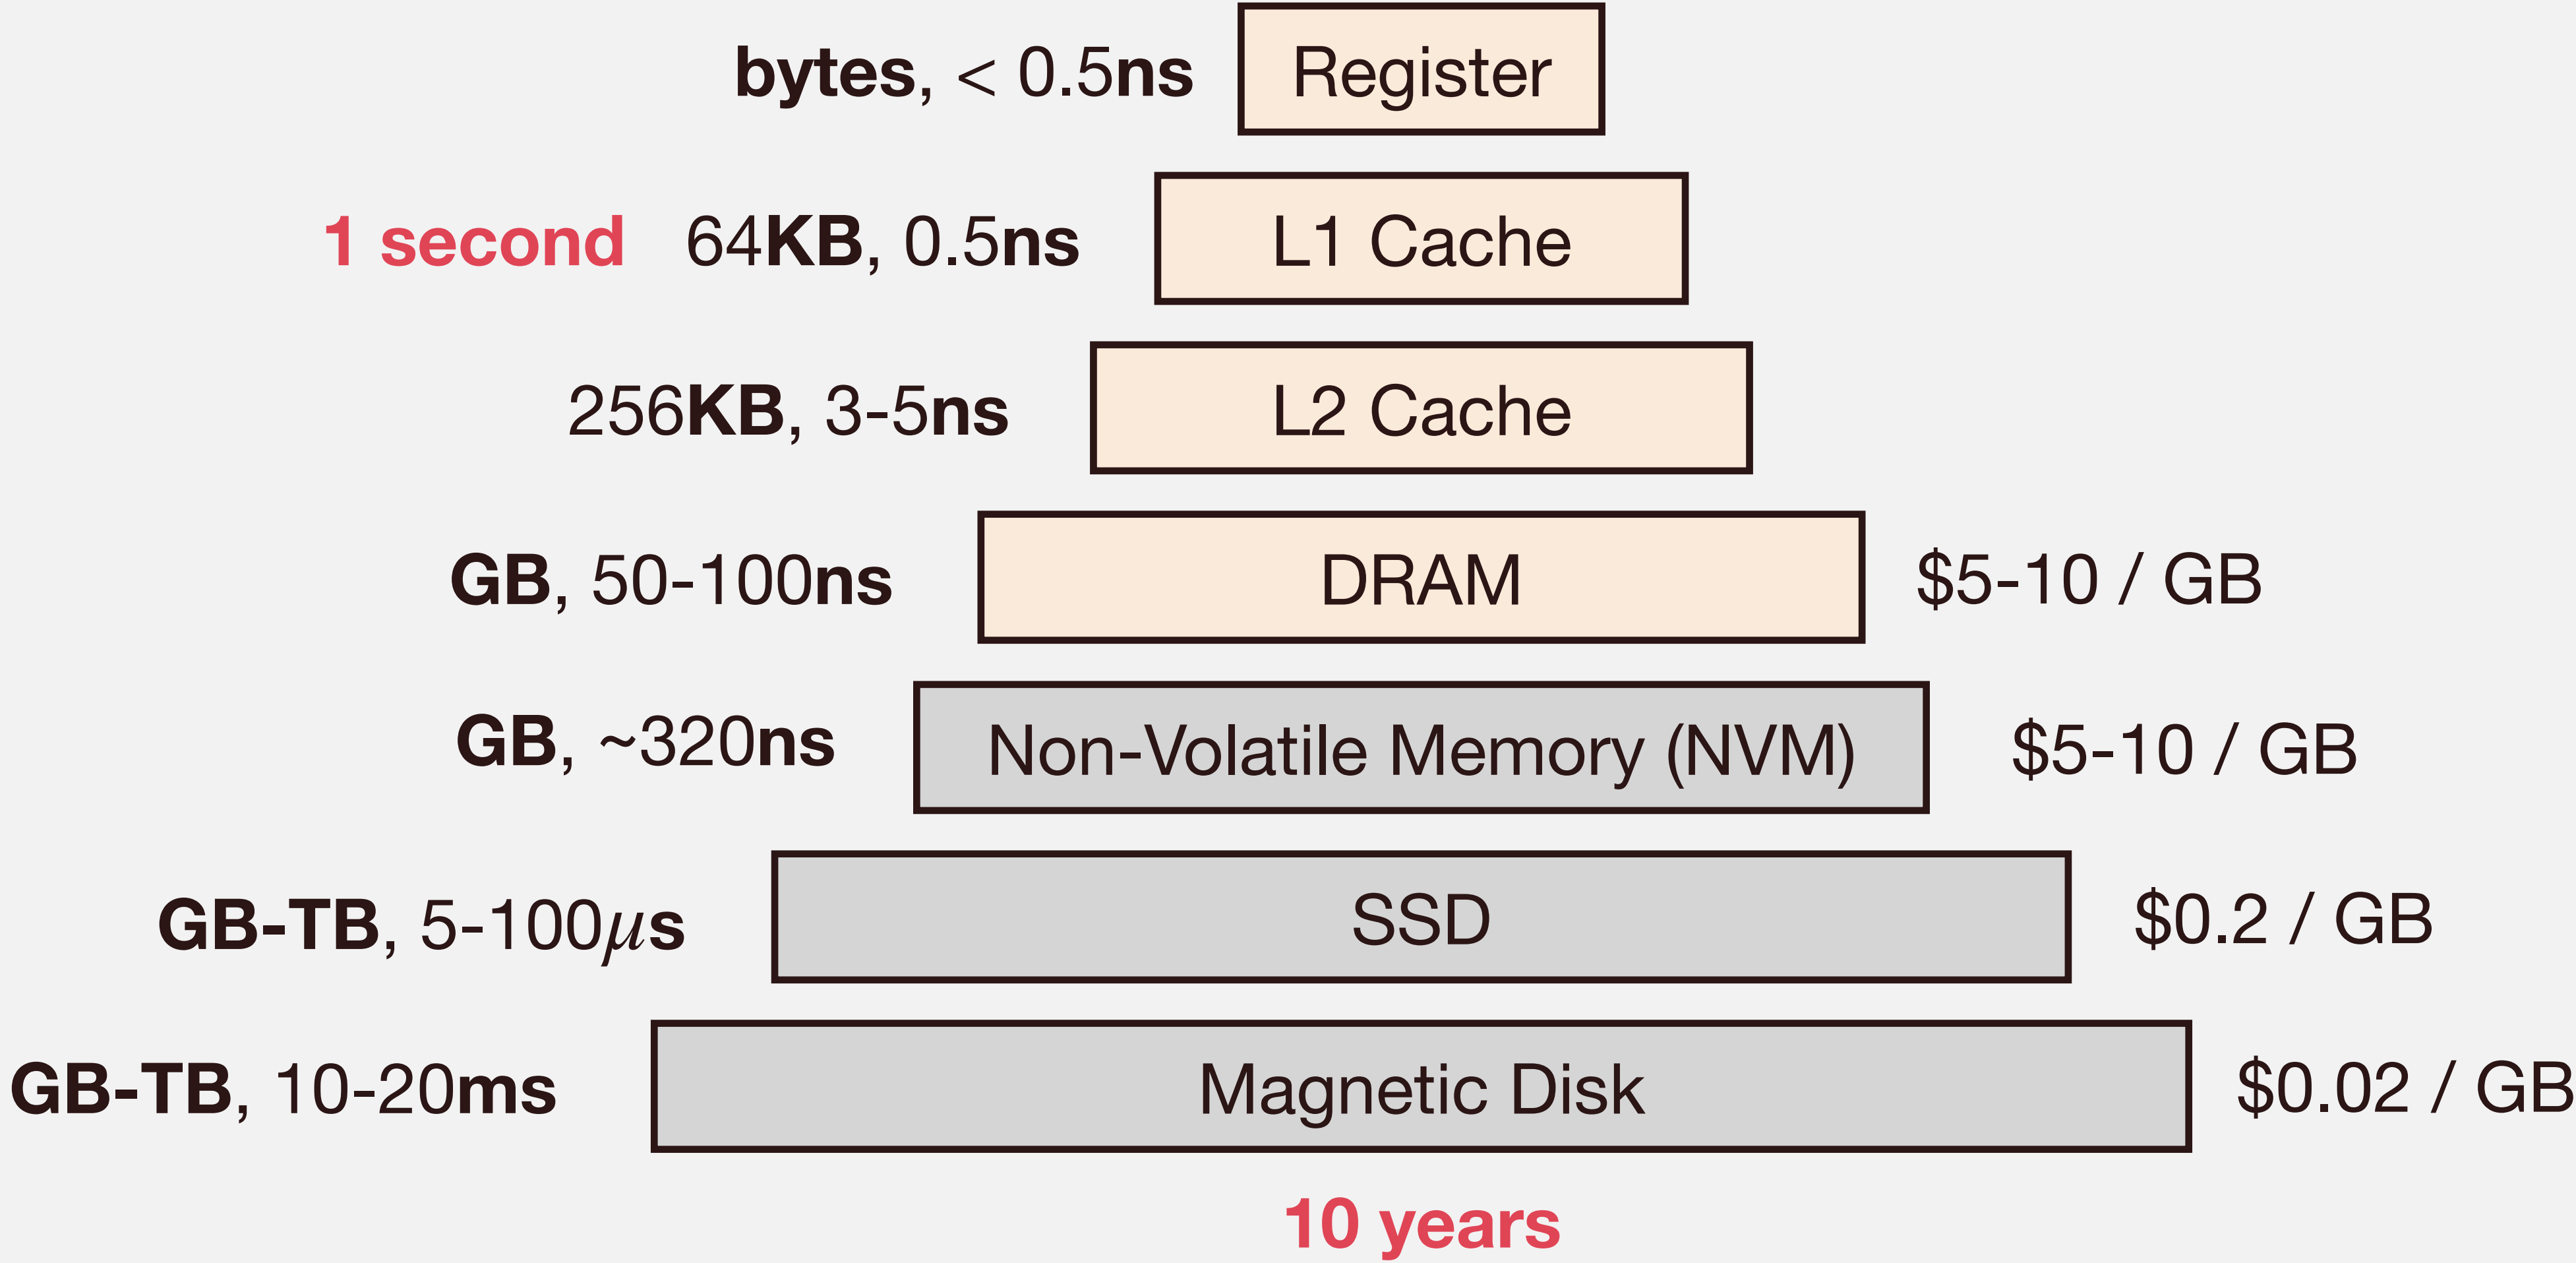 bytes, < 0.5ns Register
1 second 64KB, 0.5ns L1 Cache
256KB, 3-5ns L2 Cache
GB, 50-100ns DRAM $5-10 / GB
GB, ~320ns Non-Volatile Memory (NVM) $5-10 / GB
GB-TB, 5-100μs SSD $0.2 / GB
GB-TB, 10-20ms Magnetic Disk $0.02 / GB
10 years